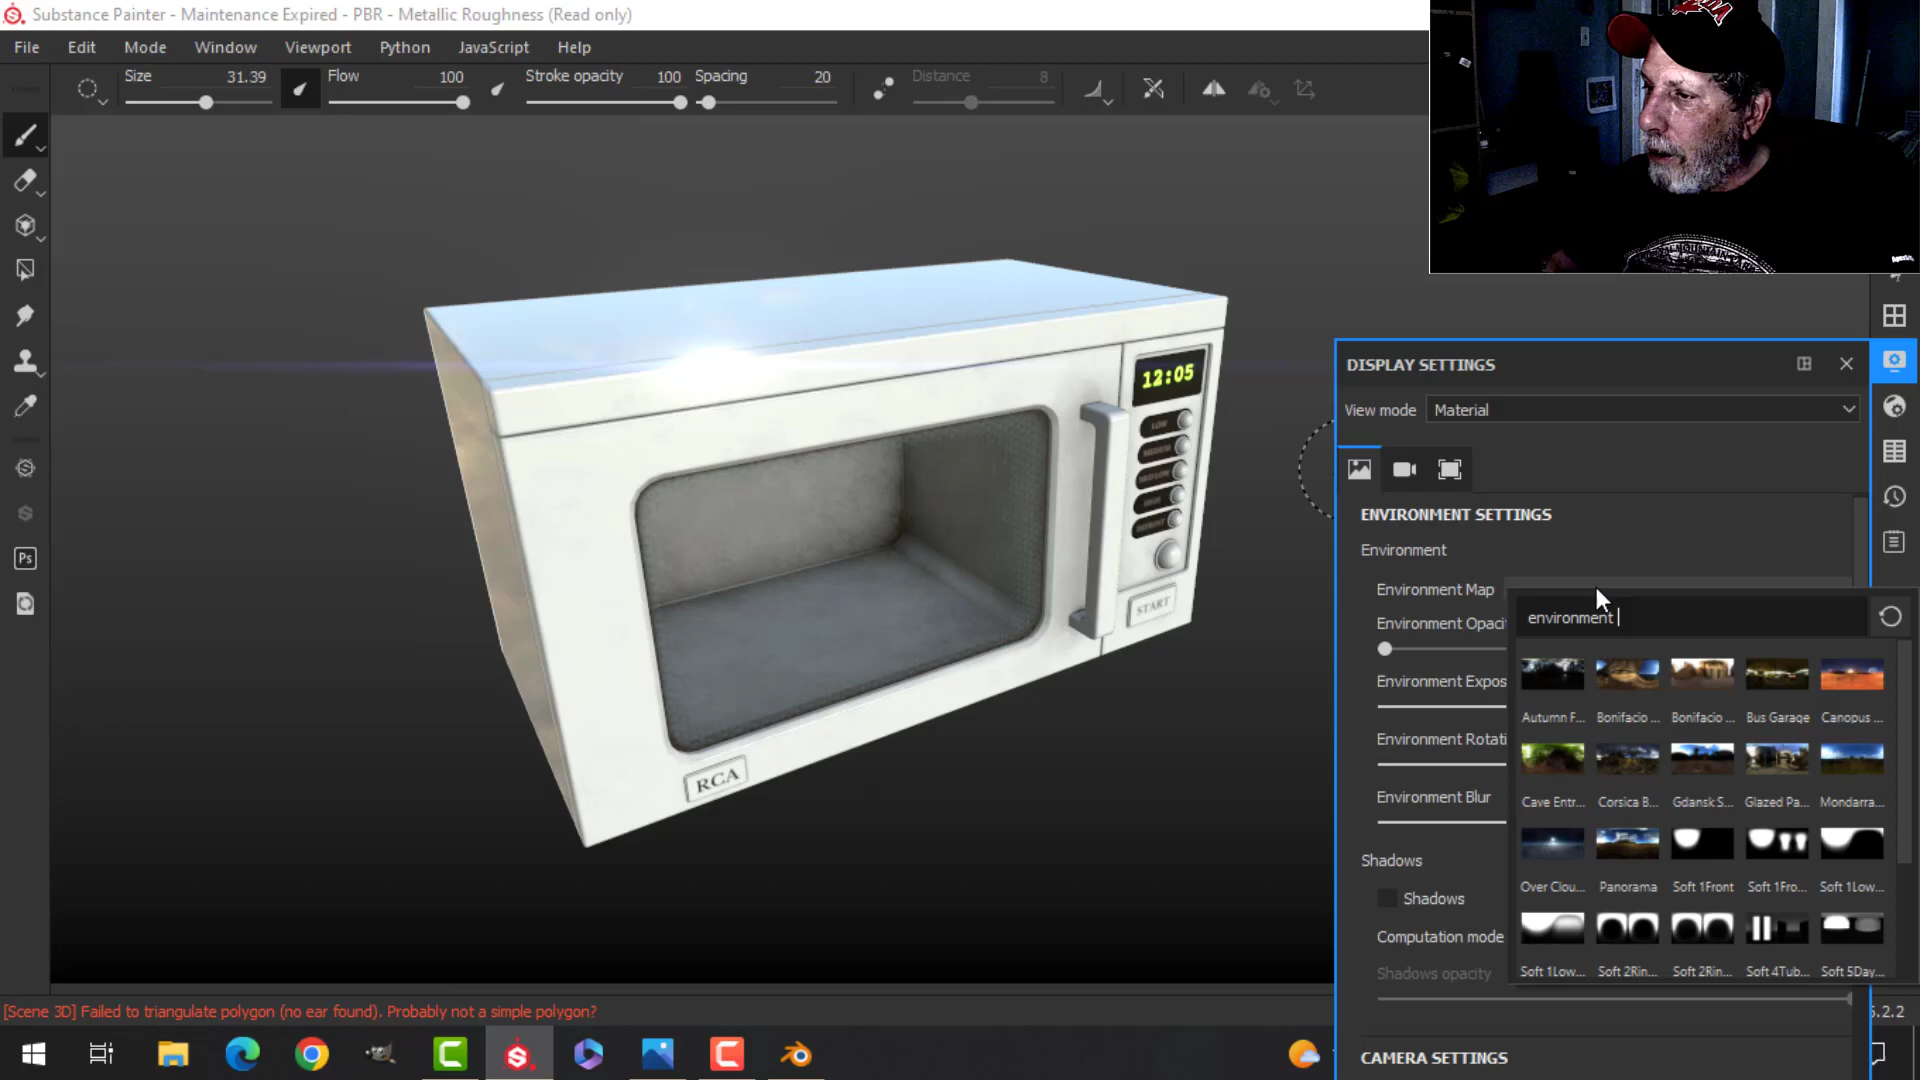 Substance Painter - Maintenance Expired - PBR - Metallic Roughness (Read only)
File Edit Mode Window Viewport Python JavaScript Help
Size 31.39 Flow 100 Stroke opacity 100 Spacing 20 Distance 8
DISPLAY SETTINGS
View mode Material
12:05
LOW
ENVIRONMENT SETTINGS
Environment
Environment Map
environment
Environment Opaci
START
Environment Expos
Autumn F... Bonifacio ... Bonifacio ... Bus Garage Canopus ...
Environment Rotati
RCA
Environment Blur
Cave Entr... Corsica B... Gdansk S... Glazed Pa... Mondarra...
Shadows
Over Clou... Panorama Soft 1Front Soft 1Fro... Soft 1Low...
Shadows
Computation mode
Shadows opacity
Soft 1Low... Soft 2Rin... Soft 2Rin... Soft 4Tub... Soft 5Day...
[Scene 3D] Failed to triangulate polygon (no ear found). Probably not a simple polygon?
Ps
CAMERA SETTINGS